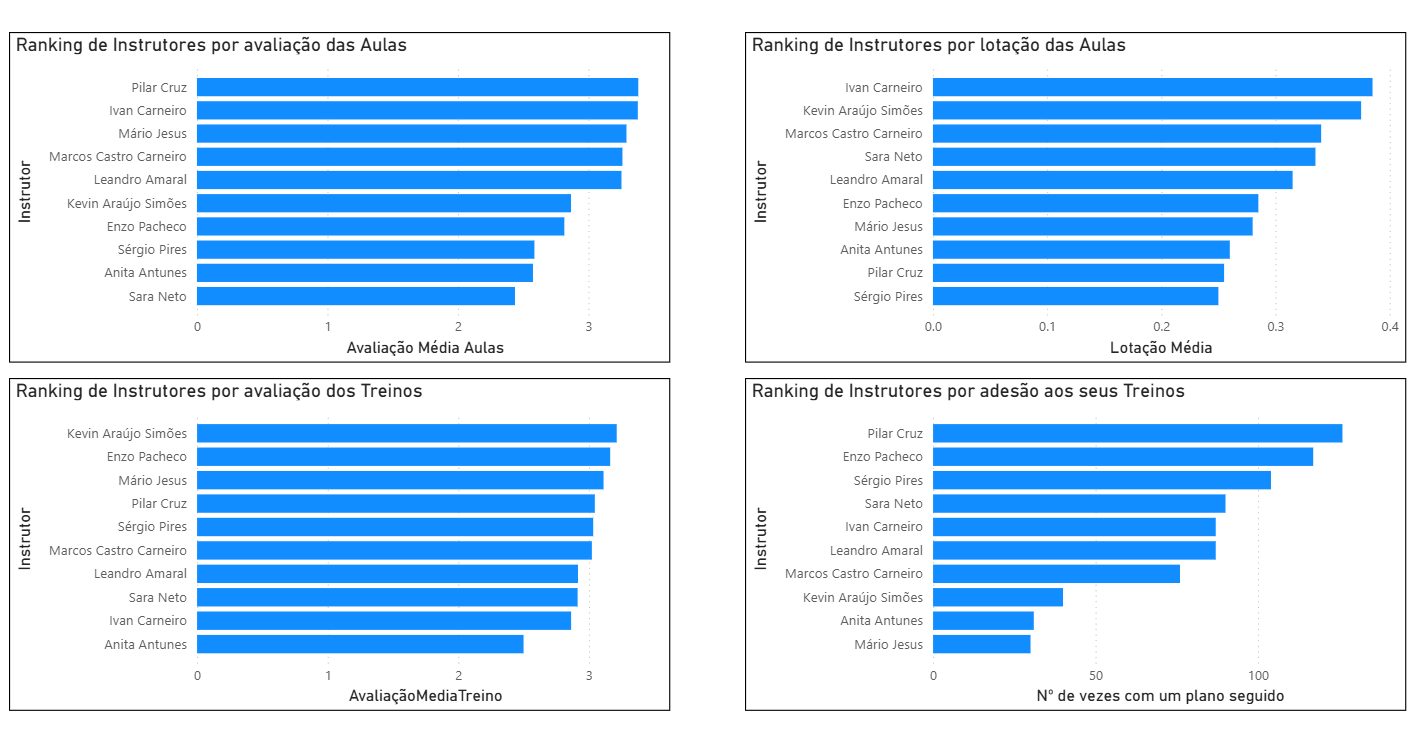 Ranking de Instrutores por avaliação das Aulas
Instrutor
Pilar Cruz
Ivan Carneiro
Mário Jesus
Marcos Castro Carneiro
Leandro Amaral
Kevin Araújo Simões
Enzo Pacheco
Sérgio Pires
Anita Antunes
Sara Neto
0 1 2 3
Avaliação Média Aulas
Ranking de Instrutores por lotação das Aulas
Instrutor
Ivan Carneiro
Kevin Araújo Simões
Marcos Castro Carneiro
Sara Neto
Leandro Amaral
Enzo Pacheco
Mário Jesus
Anita Antunes
Pilar Cruz
Sérgio Pires
0.0 0.1 0.2 0.3 0.4
Lotação Média
Ranking de Instrutores por avaliação dos Treinos
Instrutor
Kevin Araújo Simões
Enzo Pacheco
Mário Jesus
Pilar Cruz
Sérgio Pires
Marcos Castro Carneiro
Leandro Amaral
Sara Neto
Ivan Carneiro
Anita Antunes
0 1 2 3
AvaliaçãoMediaTreino
Ranking de Instrutores por adesão aos seus Treinos
Instrutor
Pilar Cruz
Enzo Pacheco
Sérgio Pires
Sara Neto
Ivan Carneiro
Leandro Amaral
Marcos Castro Carneiro
Kevin Araújo Simões
Anita Antunes
Mário Jesus
0 50 100
Nº de vezes com um plano seguido